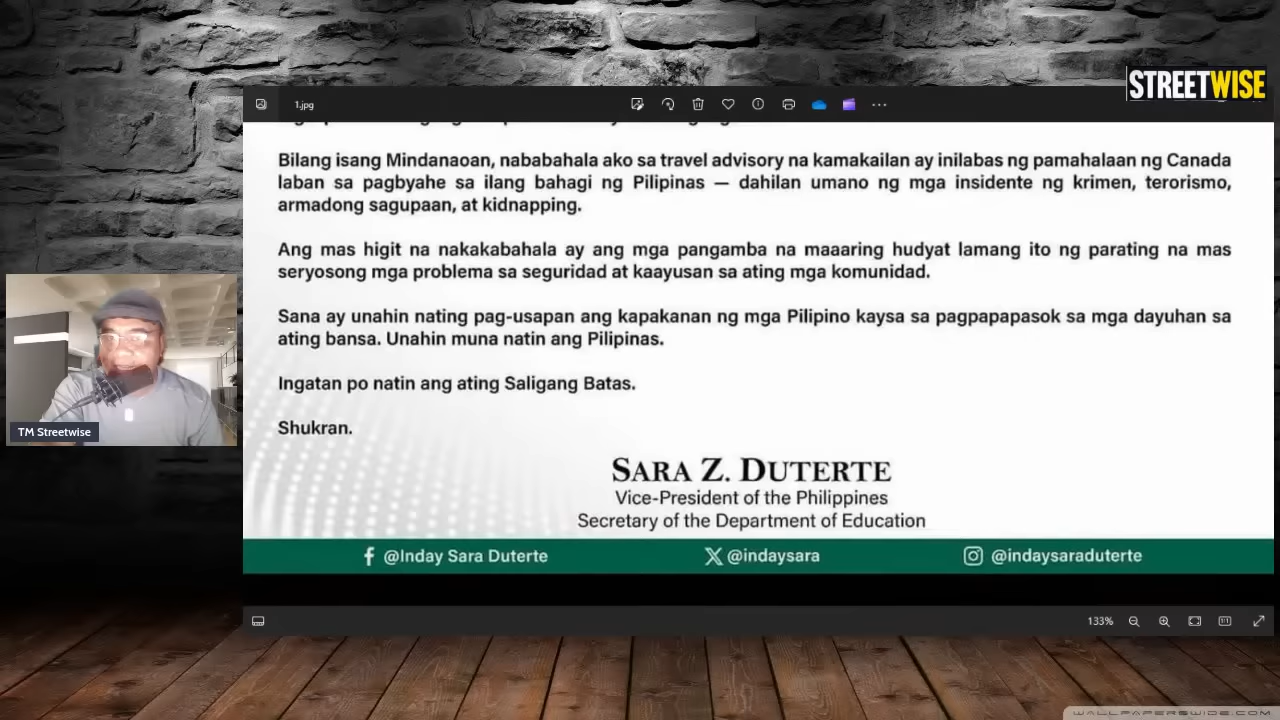 STREETWISE
1.jpg
Bilang isang Mindanaoan, nababahala ako sa travel advisory na kamakailan ay inilabas ng pamahalaan ng Canada
laban sa pagbyahe sa ilang bahagi ng Pilipinas — dahilan umano ng mga insidente ng krimen, terorismo,
armadong sagupaan, at kidnapping.
Ang mas higit na nakakabahala ay ang mga pangamba na maaaring hudyat lamang ito ng parating na mas
seryosong mga problema sa seguridad at kaayusan sa ating mga komunidad.
Sana ay unahin nating pag-usapan ang kapakanan ng mga Pilipino kaysa sa pagpapapasok sa mga dayuhan sa
ating bansa. Unahin muna natin ang Pilipinas.
Ingatan po natin ang ating Saligang Batas.
Shukran.
SARA Z. DUTERTE
Vice-President of the Philippines
Secretary of the Department of Education
@Inday Sara Duterte
@indaysara
@indaysaraduterte
TM Streetwise
133%
WALLPAPERSWIDE.COM